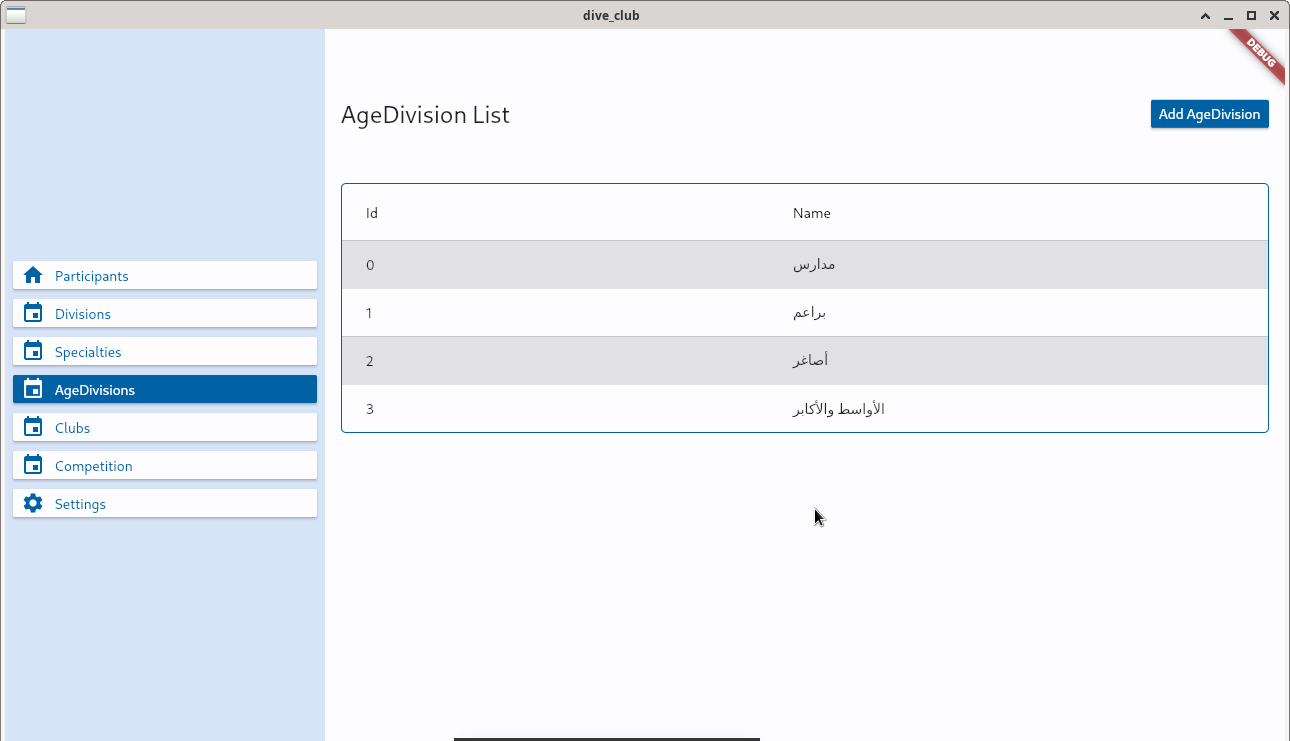 dive_club
DEBUG
AgeDivision List
Add AgeDivision
Id Name
0 مدارس
1 براعم
2 أصاغر
3 الأواسط والأكابر
Participants
Divisions
Specialties
AgeDivisions
Clubs
Competition
Settings